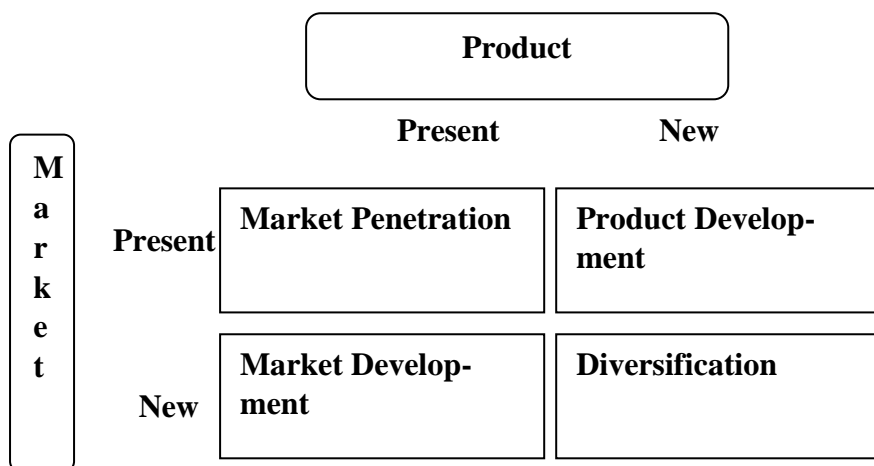 Product
Present New
M
a
r
k
e
t
Present
Market Penetration
Product Develop-
ment
New
Market Develop-
ment
Diversification